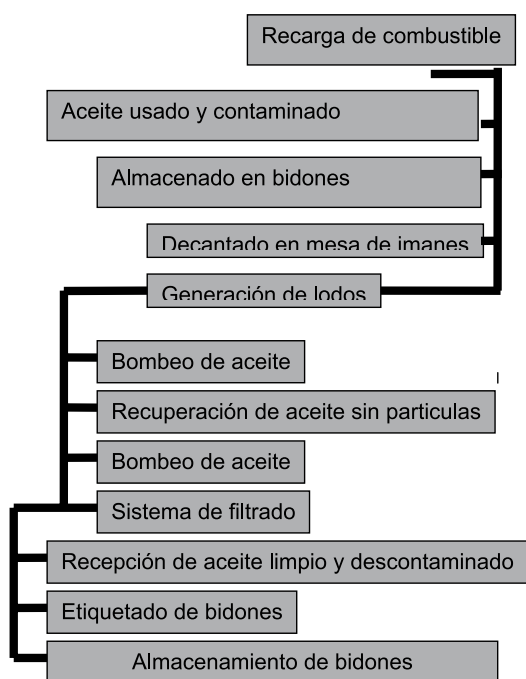 Recarga de combustible
Aceite usado y contaminado
Almacenado en bidones
Decantado en mesa de imanes
Generación de lodos
Bombeo de aceite
Recuperación de aceite sin particulas
Bombeo de aceite
Sistema de filtrado
Recepción de aceite limpio y descontaminado
Etiquetado de bidones
Almacenamiento de bidones